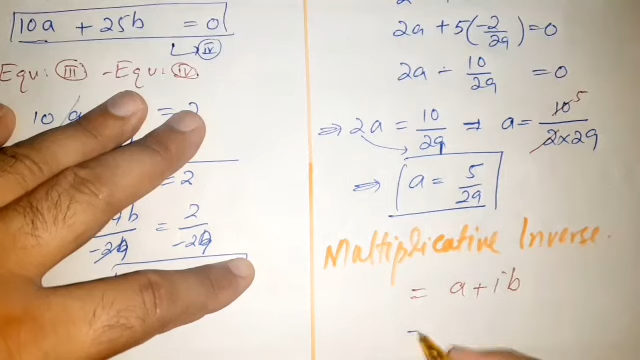 10a + 25b = 0
iv
Equ: iii - Equ: iv
10 a = 2
= 2
b/-29 = 2/-29
2a + 5(-2/29) = 0
2a - 10/29 = 0
⇒ 2a = 10/29 ⇒ a = 10 5/2×29
⇒ a = 5/29
Multiplicative Inverse.
= a + ib